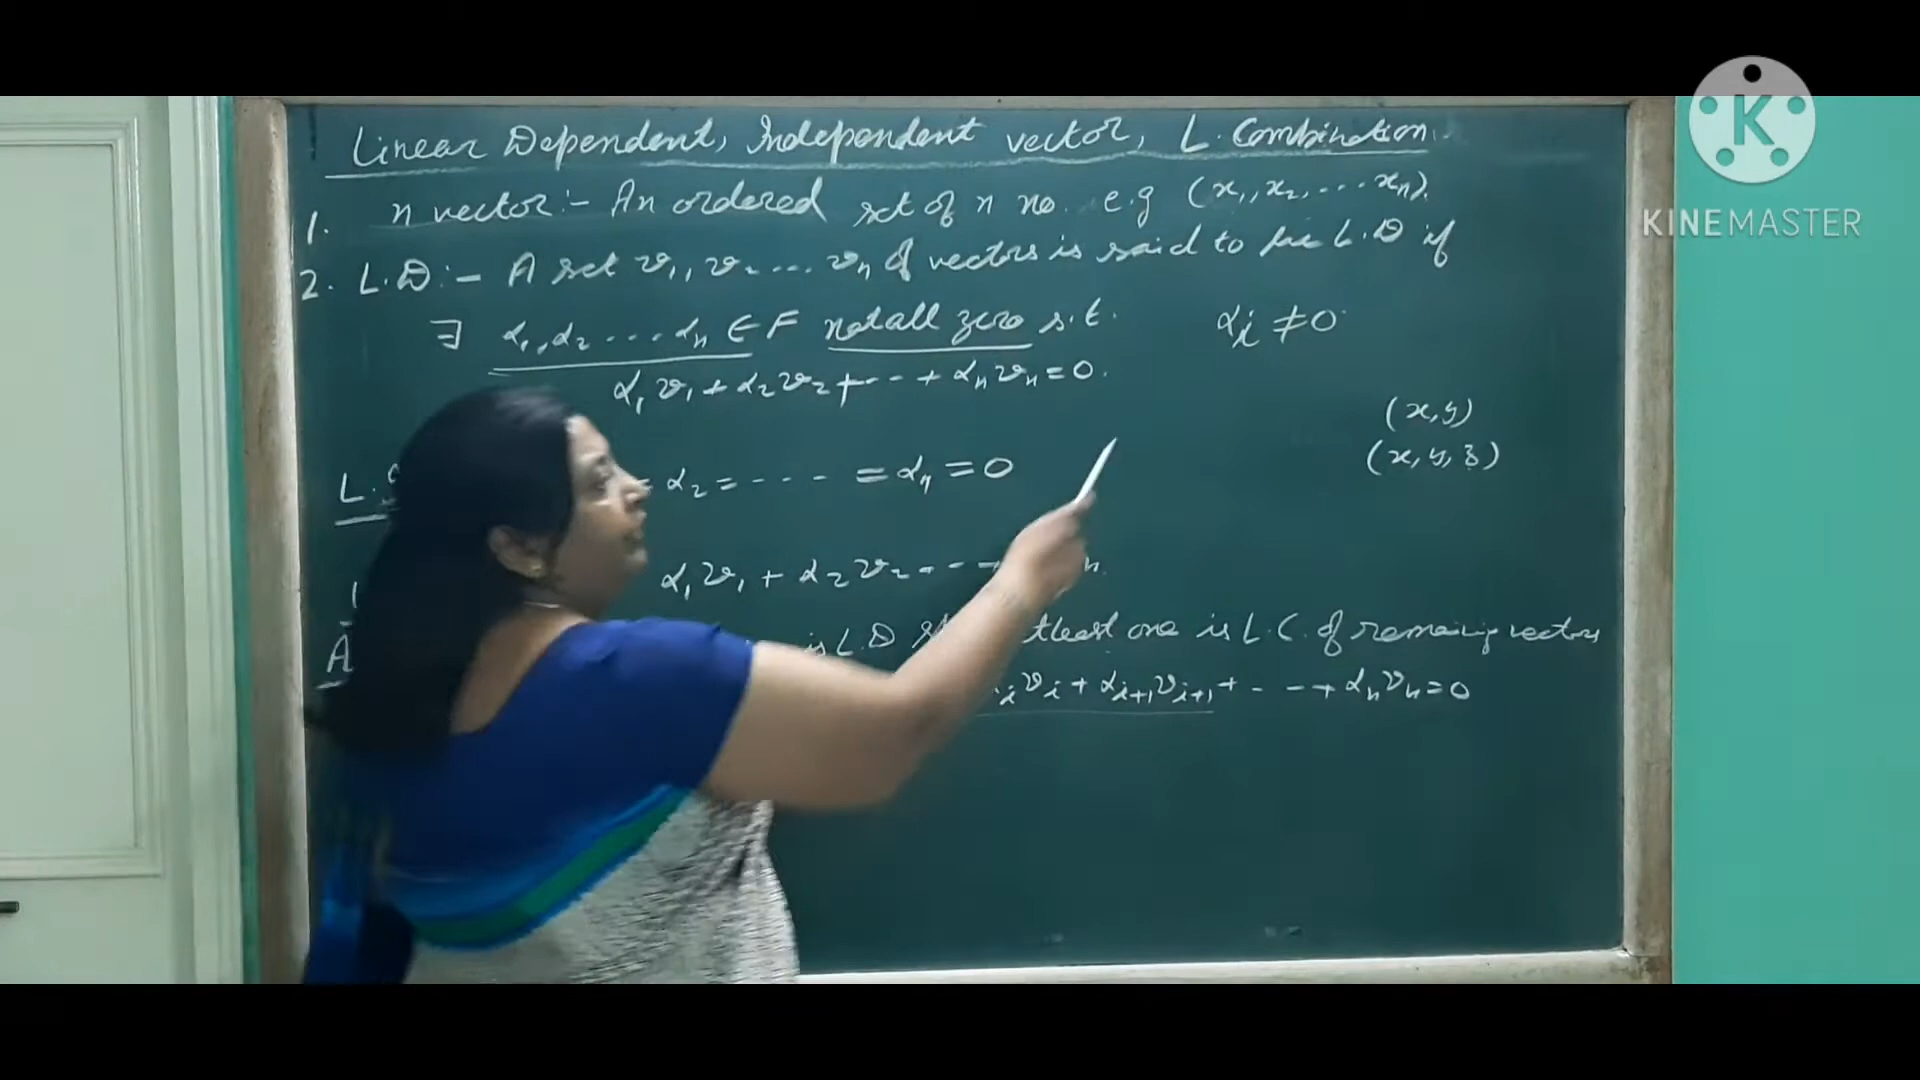 Linear Dependent, Independent vector, L. Combination.
1. n vector:- An ordered set of n no. e.g (x₁, x₂, ... xₙ).
2. L.D:- A set v₁, v₂ .... vₙ of vectors is said to be L.D if
∃ α₁, α₂ .... αₙ ∈ F not all zero s.t. αᵢ ≠ 0
α₁v₁ + α₂v₂ + --- + αₙvₙ = 0.
(x, y)
(x, y, z)
L. α₂ = ---- = αₙ = 0
α₁v₁ + α₂v₂ ---
A is L.D atleast one is L.C. of remaining vectors
ᵢvᵢ + αᵢ₊₁vᵢ₊₁ + - -- + αₙvₙ = 0
K
KINEMASTER